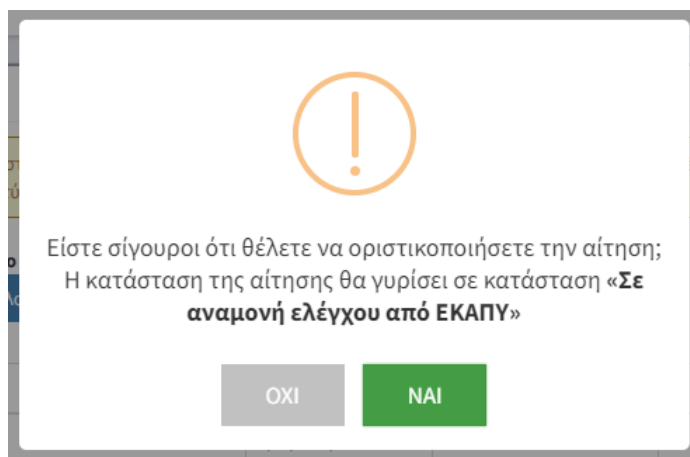 Είστε σίγουροι ότι θέλετε να οριστικοποιήσετε την αίτηση;
Η κατάσταση της αίτησης θα γυρίσει σε κατάσταση «Σε
αναμονή ελέγχου από ΕΚΑΠΥ»
ΟΧΙ ΝΑΙ